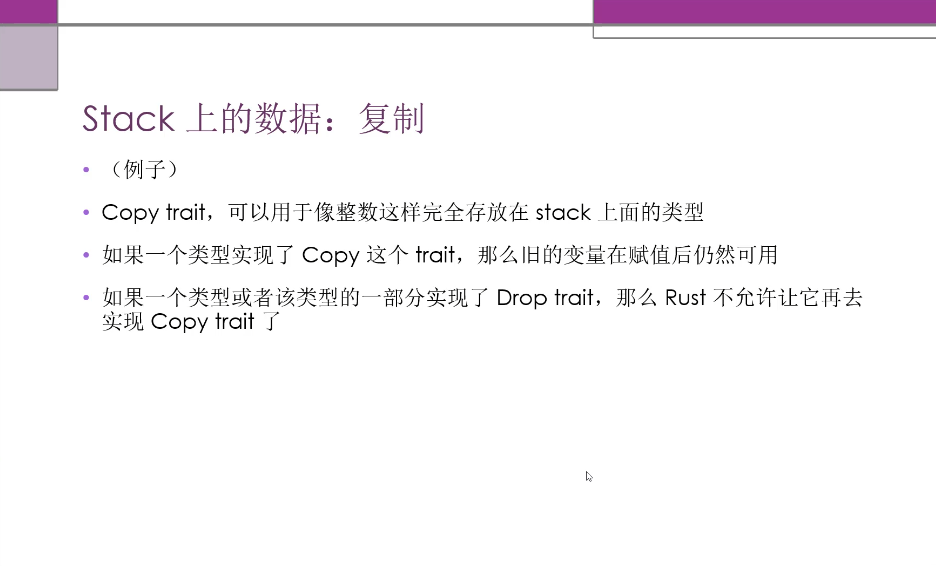 Stack 上的数据：复制
• （例子）
• Copy trait，可以用于像整数这样完全存放在 stack 上面的类型
• 如果一个类型实现了 Copy 这个 trait，那么旧的变量在赋值后仍然可用
• 如果一个类型或者该类型的一部分实现了 Drop trait，那么 Rust 不允许让它再去
实现 Copy trait 了